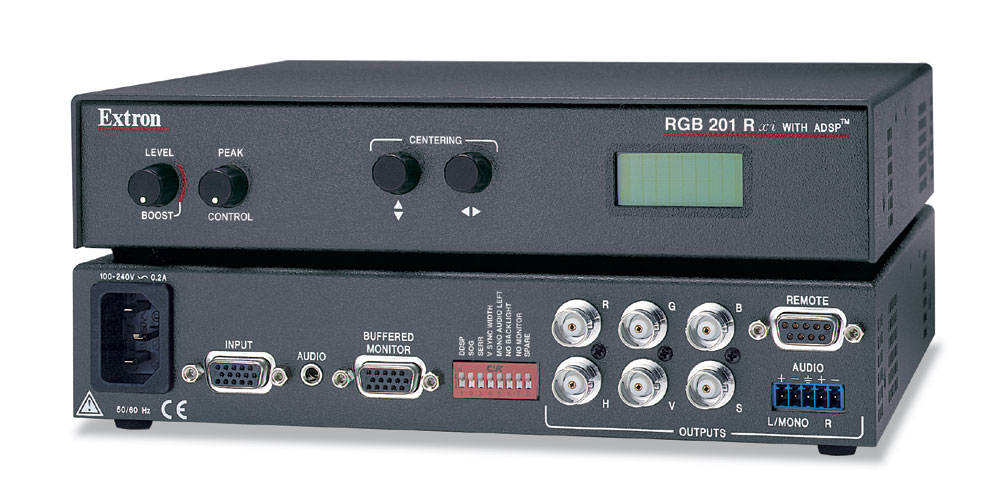 Extron
RGB 201 R xi WITH ADSP™
LEVEL
PEAK
BOOST
CONTROL
CENTERING
100-240V ~ 0.2A
50/60 Hz
CE
INPUT
AUDIO
BUFFERED
MONITOR
DDSP
SOG
SERR
V SYNC WIDTH
MONO AUDIO LEFT
NO BACKLIGHT
NO MONITOR
SPARE
R
G
B
H
V
S
OUTPUTS
REMOTE
AUDIO
+ − + −
L/MONO R